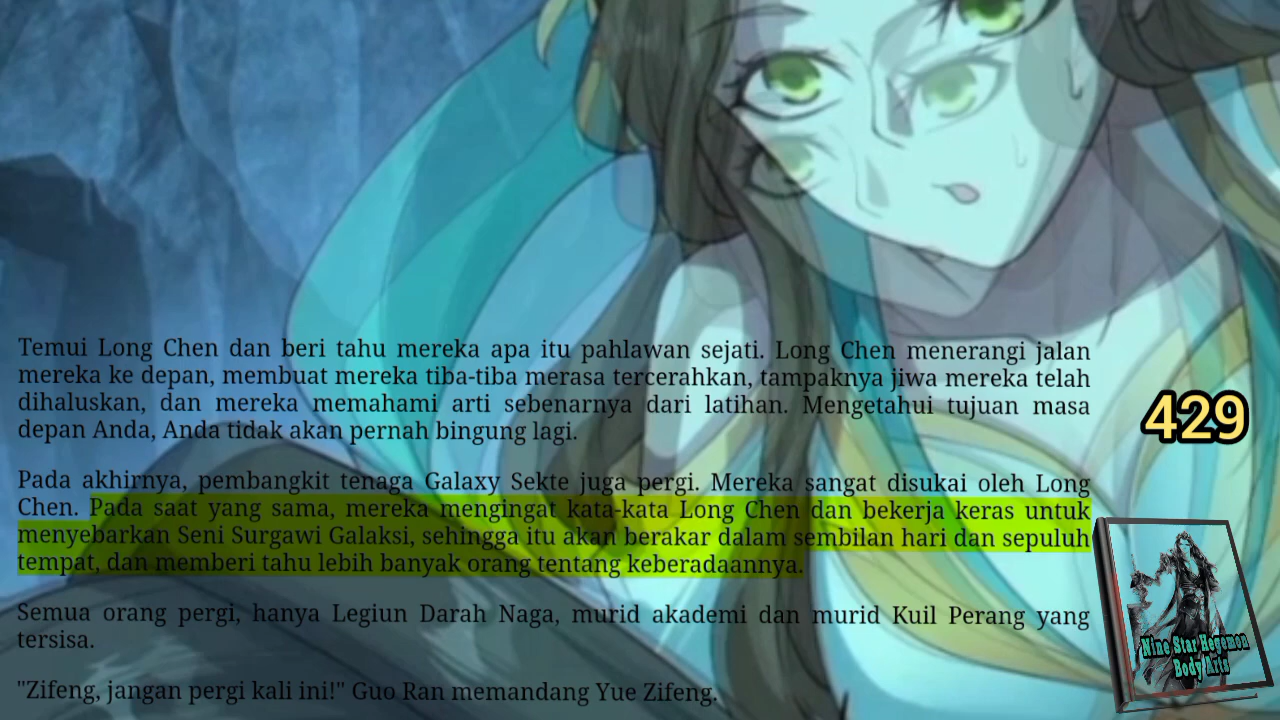 Temui Long Chen dan beri tahu mereka apa itu pahlawan sejati. Long Chen menerangi jalan
mereka ke depan, membuat mereka tiba-tiba merasa tercerahkan, tampaknya jiwa mereka telah
dihaluskan, dan mereka memahami arti sebenarnya dari latihan. Mengetahui tujuan masa
depan Anda, Anda tidak akan pernah bingung lagi.
Pada akhirnya, pembangkit tenaga Galaxy Sekte juga pergi. Mereka sangat disukai oleh Long
Chen. Pada saat yang sama, mereka mengingat kata-kata Long Chen dan bekerja keras untuk
menyebarkan Seni Surgawi Galaksi, sehingga itu akan berakar dalam sembilan hari dan sepuluh
tempat, dan memberi tahu lebih banyak orang tentang keberadaannya.
Semua orang pergi, hanya Legiun Darah Naga, murid akademi dan murid Kuil Perang yang
tersisa.
"Zifeng, jangan pergi kali ini!" Guo Ran memandang Yue Zifeng.
429
Nine Star Hegemon
Body Arts